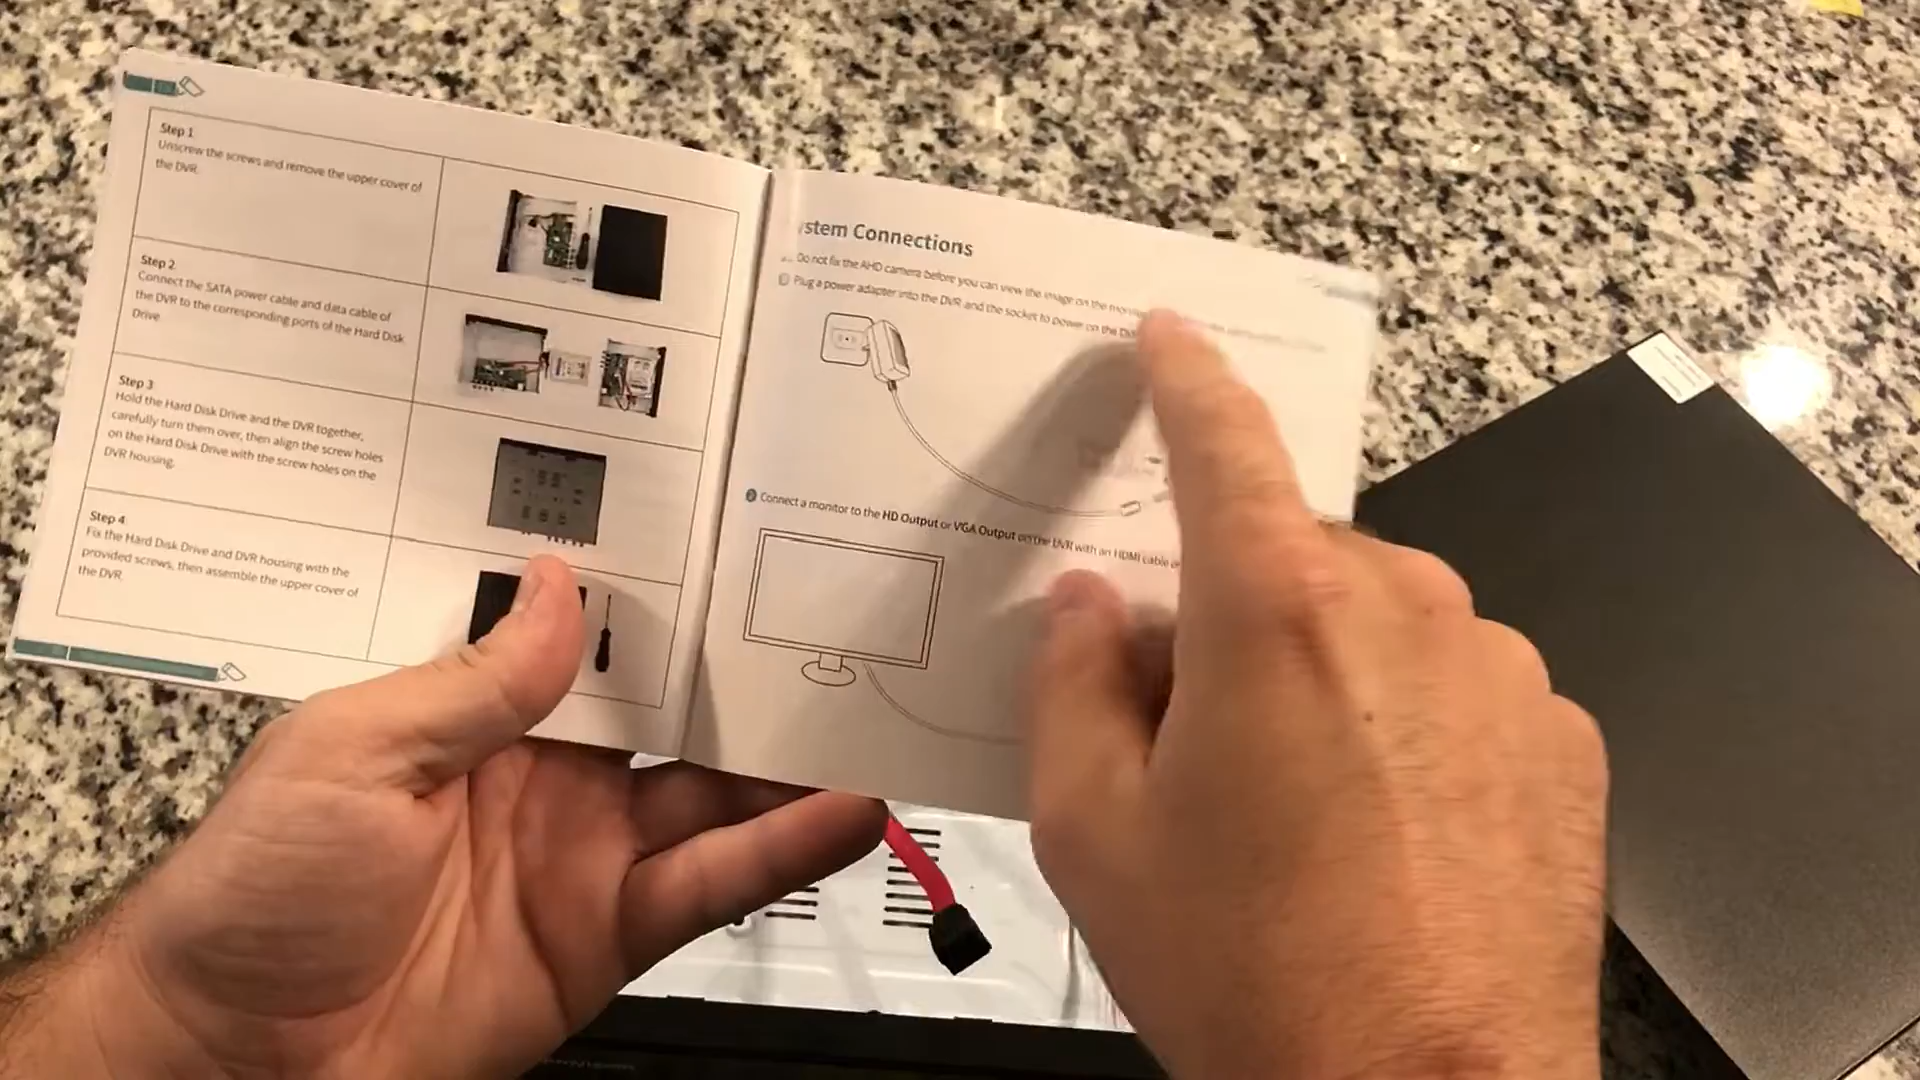 Step 1
Unscrew the screws and remove the upper cover of
the DVR.
Step 2
Connect the SATA power cable and data cable of
the DVR to the corresponding ports of the Hard Disk
Drive.
Step 3
Hold the Hard Disk Drive and the DVR together,
carefully turn them over, then align the screw holes
on the Hard Disk Drive with the screw holes on the
DVR housing.
Step 4
Fix the Hard Disk Drive and DVR housing with the
provided screws, then assemble the upper cover of
the DVR.
stem Connections
Do not fix the AHD camera before you can view the image on the
Plug a power adapter into the DVR and the socket to power on the
2 Connect a monitor to the HD Output or VGA Output on the DVR with an HDMI cable